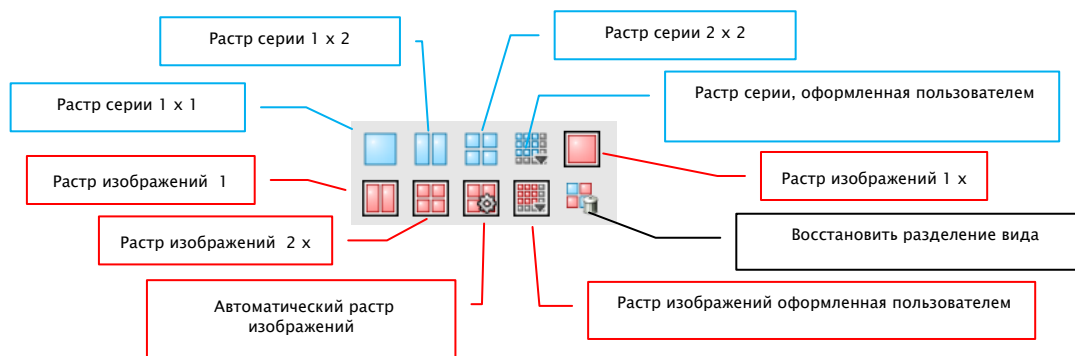 Растр серии 1 x 2
Растр серии 2 x 2
Растр серии 1 x 1
Растр серии, оформленная пользователем
Растр изображений 1
Растр изображений 1 x
Растр изображений 2 x
Восстановить разделение вида
Автоматический растр
изображений
Растр изображений оформленная пользователем